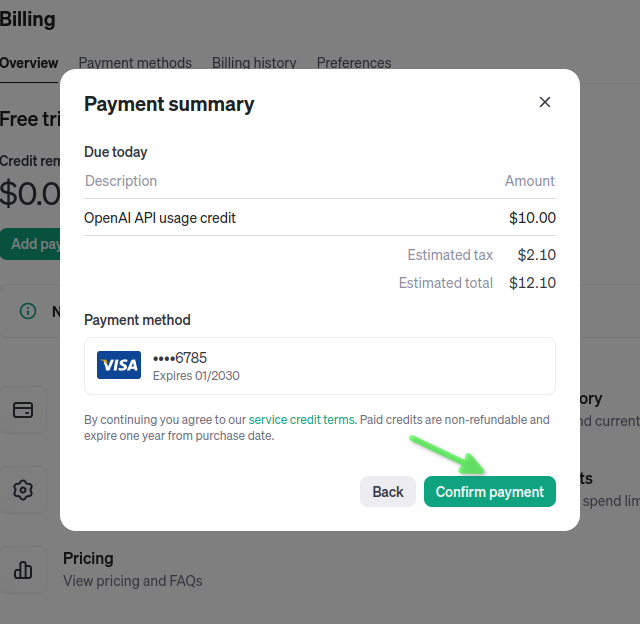 Billing
Overview Payment methods Billing history Preferences
Free tri
Credit rem
$0.0
Add pay
N
Payment summary
Due today
Description Amount
OpenAI API usage credit $10.00
Estimated tax $2.10
Estimated total $12.10
Payment method
VISA ••••6785
Expires 01/2030
By continuing you agree to our service credit terms. Paid credits are non-refundable and
expire one year from purchase date.
Back Confirm payment
ory
nd current
ts
spend lim
Pricing
View pricing and FAQs